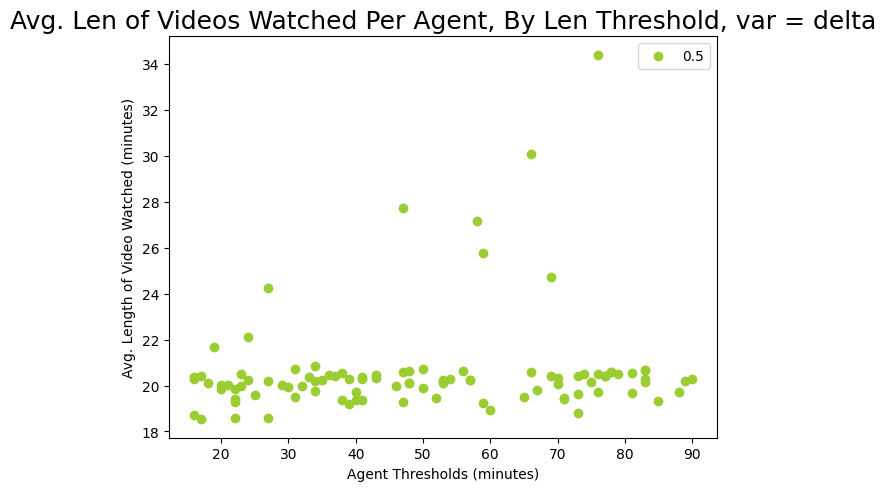 Avg. Len of Videos Watched Per Agent, By Len Threshold, var = delta
0.5
34
32
30
28
26
24
22
20
18
Avg. Length of Video Watched (minutes)
20 30 40 50 60 70 80 90
Agent Thresholds (minutes)